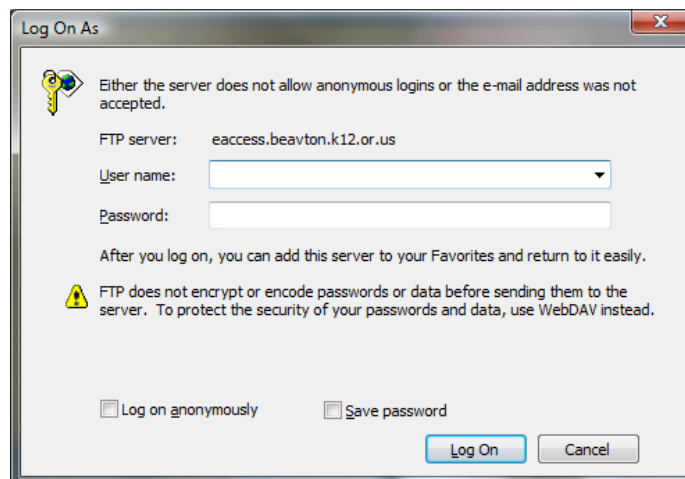 Log On As
Either the server does not allow anonymous logins or the e-mail address was not
accepted.
FTP server: eaccess.beavton.k12.or.us
User name:
Password:
After you log on, you can add this server to your Favorites and return to it easily.
FTP does not encrypt or encode passwords or data before sending them to the
server. To protect the security of your passwords and data, use WebDAV instead.
Log on anonymously Save password
Log On Cancel